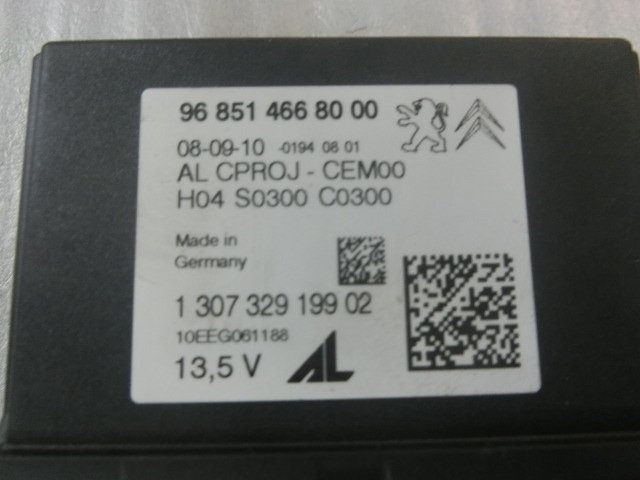 96 851 466 80 00
08-09-10 -0194 08 01
AL CPROJ - CEM00
H04 S0300 C0300
Made in
Germany
1 307 329 199 02
10EEG061188
13,5 V
AL